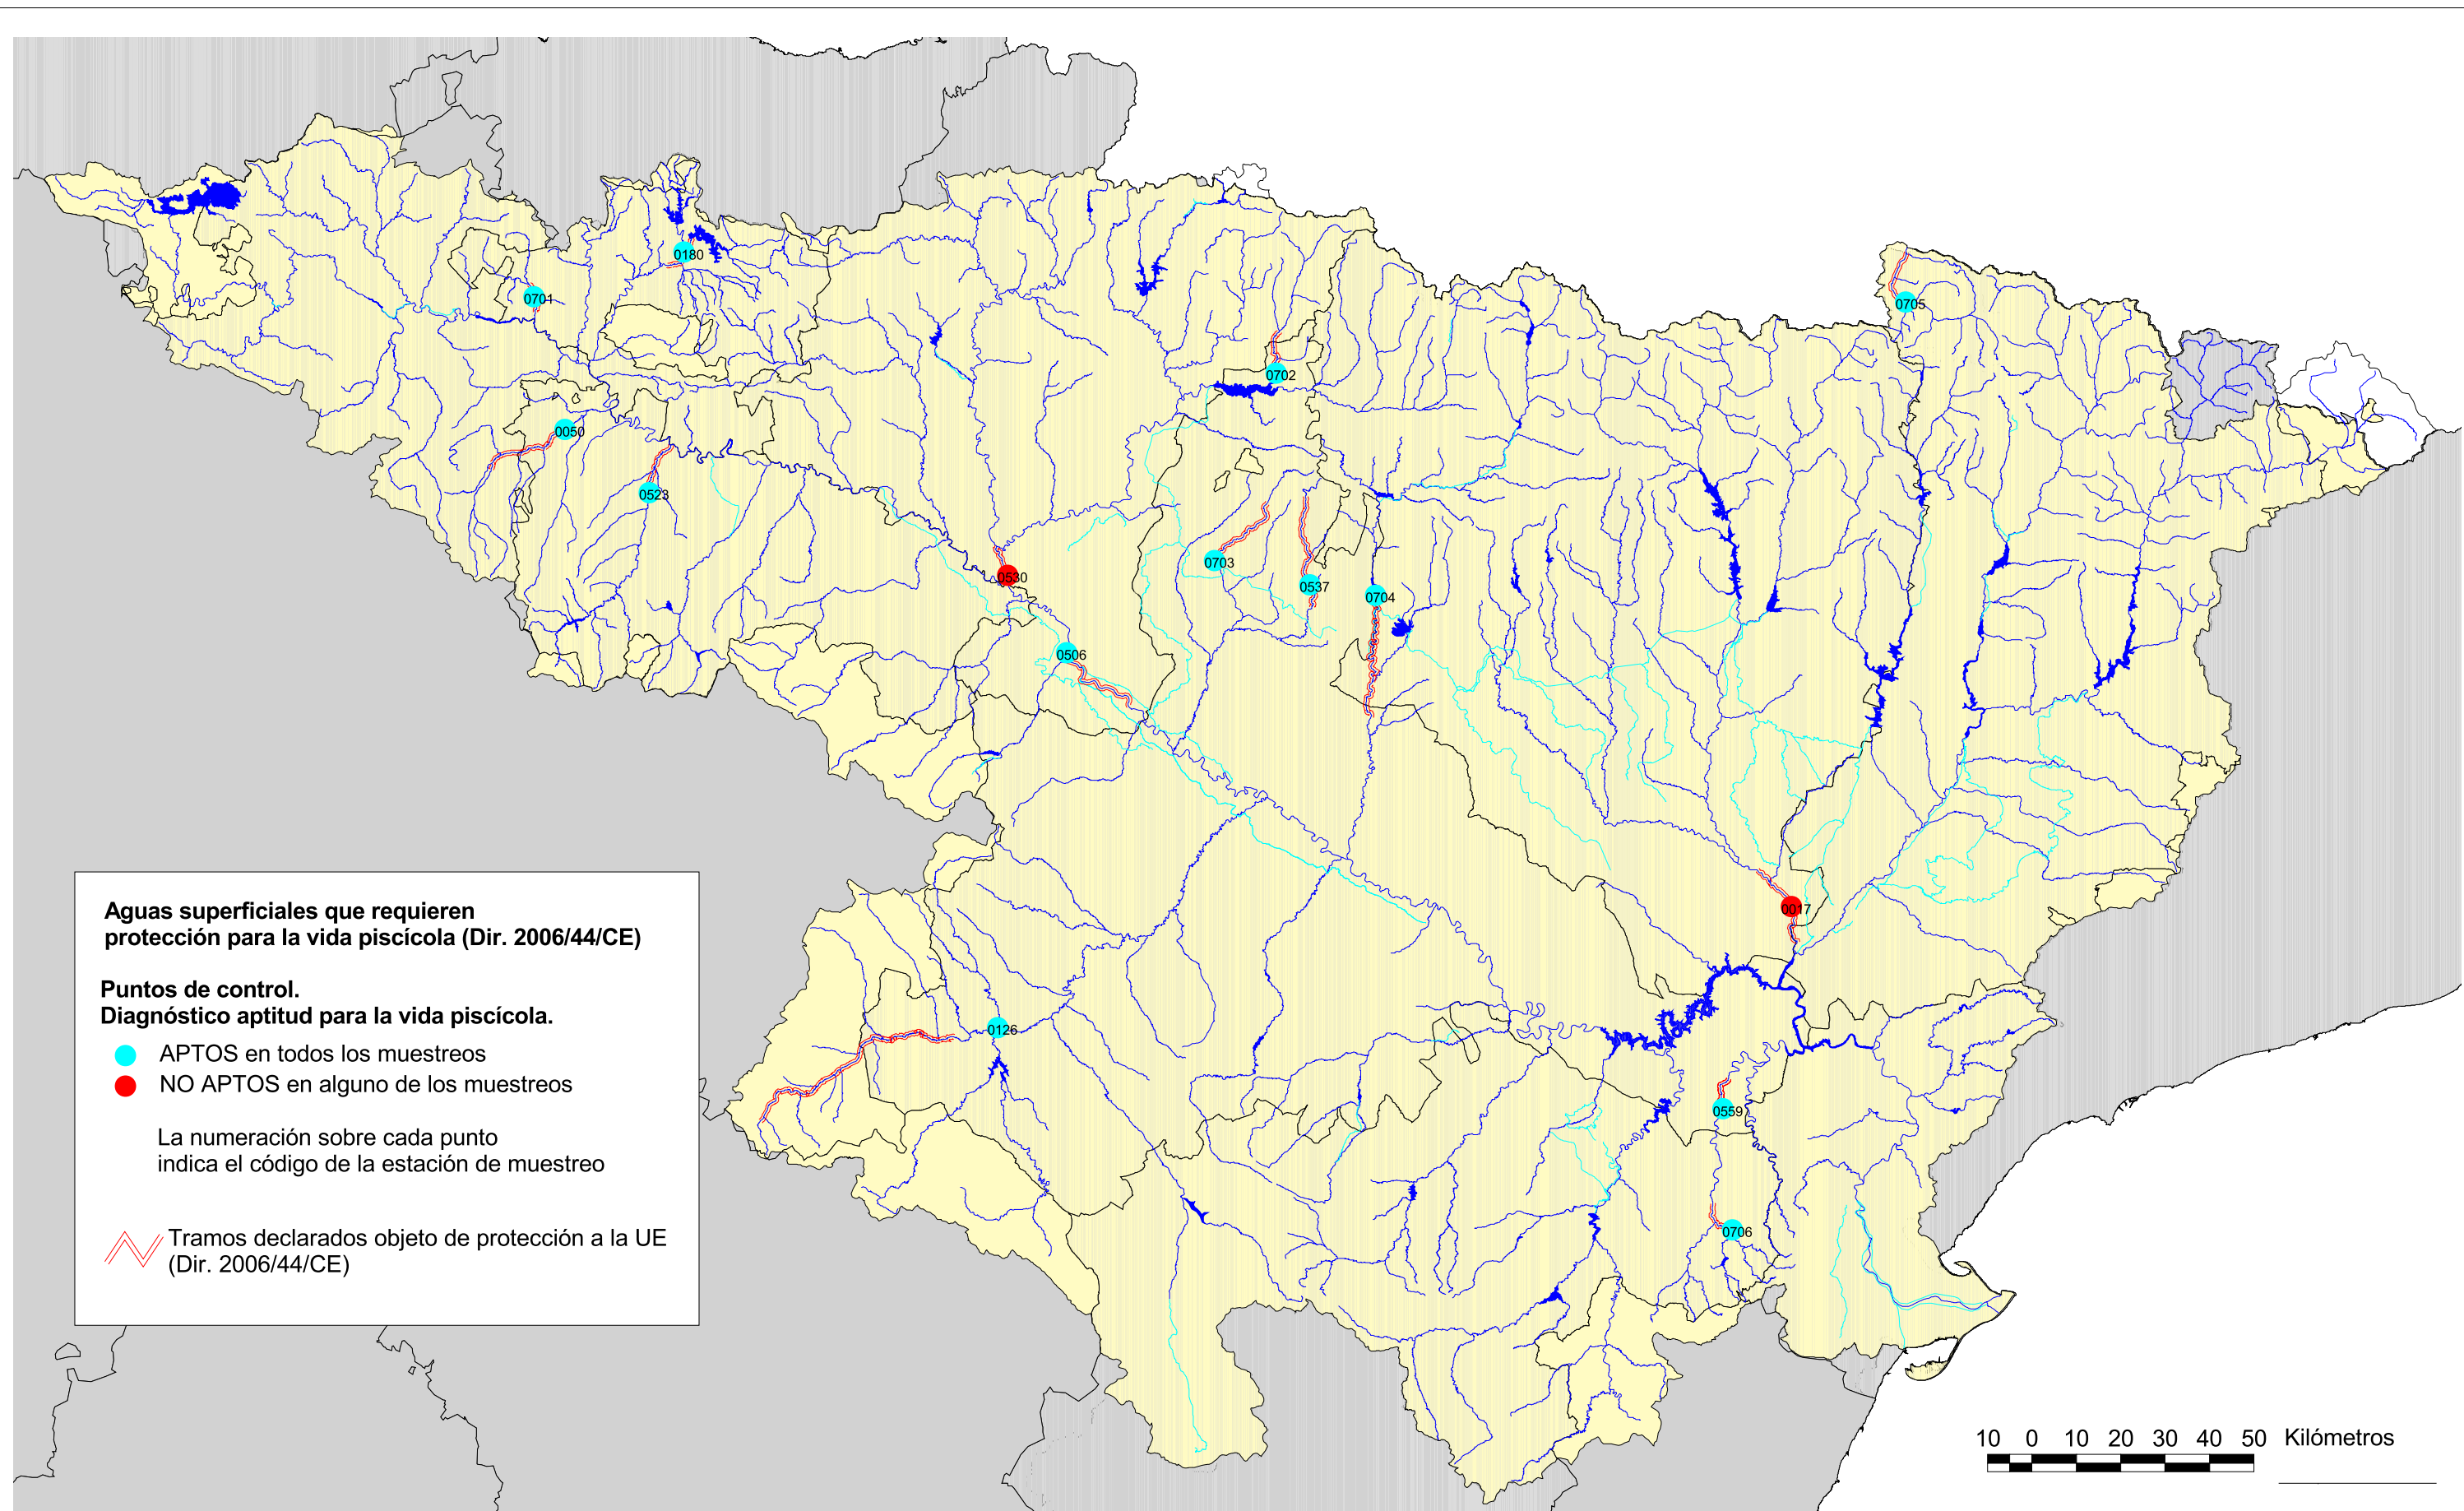 0180
0701
0705
0702
0050
0523
0703
0530
0537
0704
0506
0017
0126
0559
0706
Aguas superficiales que requieren
protección para la vida piscícola (Dir. 2006/44/CE)
Puntos de control.
Diagnóstico aptitud para la vida piscícola.
APTOS en todos los muestreos
NO APTOS en alguno de los muestreos
La numeración sobre cada punto
indica el código de la estación de muestreo
Tramos declarados objeto de protección a la UE
(Dir. 2006/44/CE)
10 0 10 20 30 40 50 Kilómetros